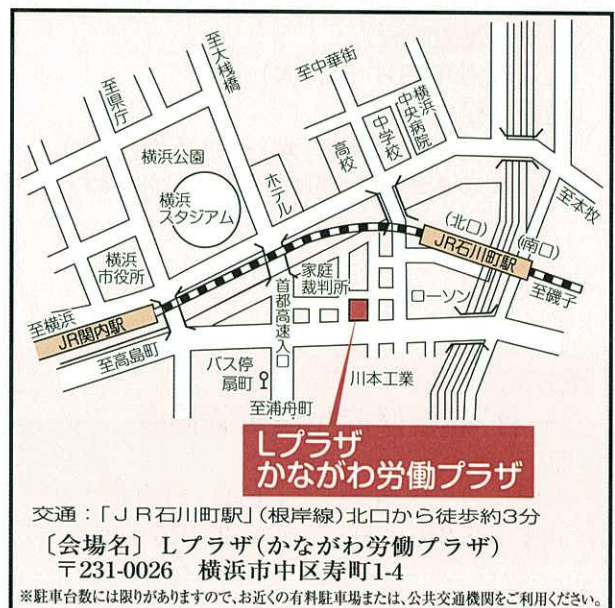 至大桟橋
至県庁
至中華街
横浜
中央病院
中学校
高校
横浜公園
ホテル
横浜
スタジアム
至本牧
(北口)
JR石川町駅
(南口)
横浜
市役所
家庭
裁判所
ローソン
至磯子
至横浜
JR関内駅
首都高速入口
至高島町
バス停
扇町
川本工業
至浦舟町
Lプラザ
かながわ労働プラザ
交通：「JR石川町駅」(根岸線)北口から徒歩約3分
〔会場名〕 Lプラザ(かながわ労働プラザ)
〒231-0026 横浜市中区寿町1-4
※駐車台数には限りがありますので、お近くの有料駐車場または、公共交通機関をご利用ください。